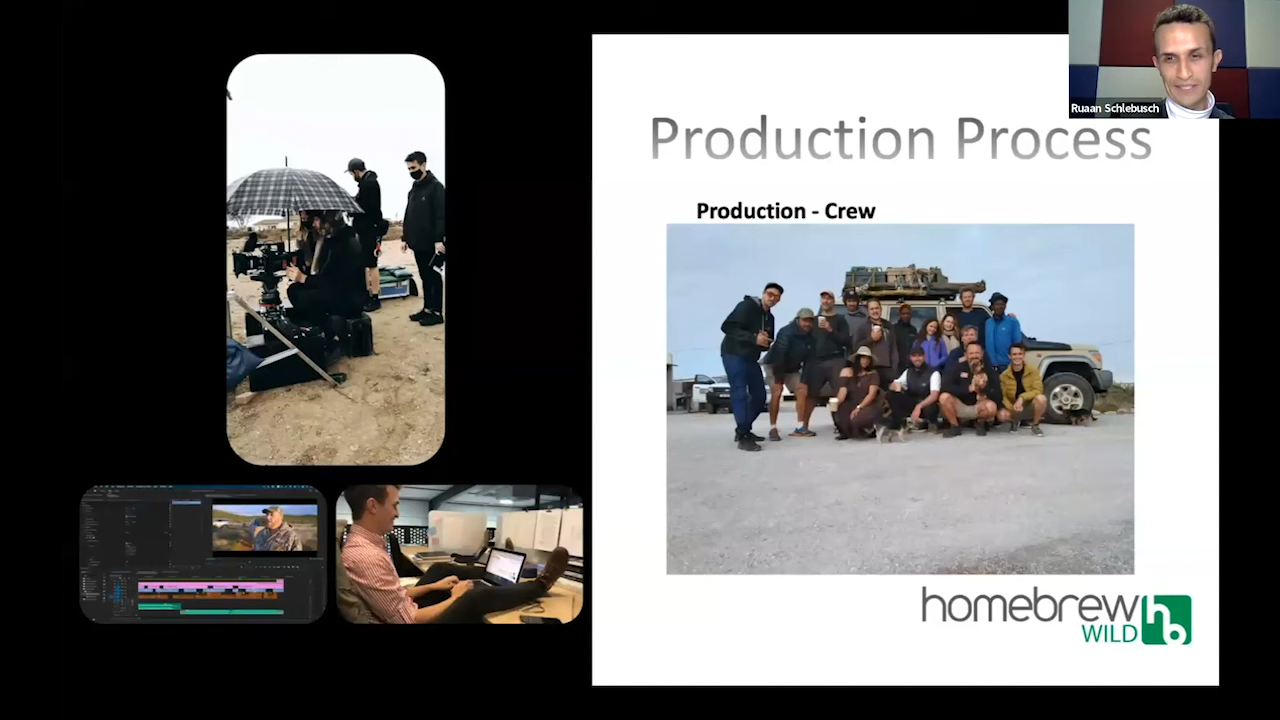 Ruaan Schlebusch
Production Process
Production - Crew
homebrew
WILD
hb